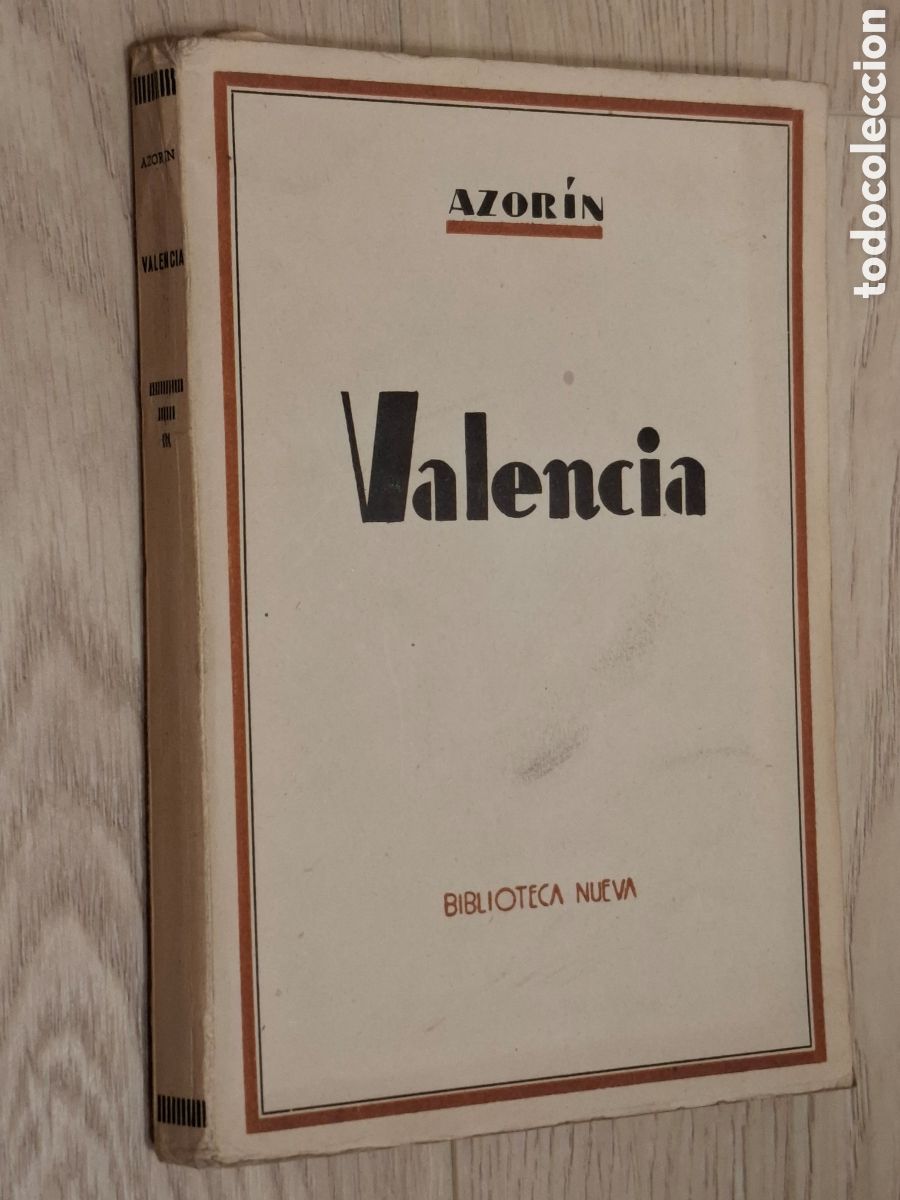 AZORÍN
Valencia
BIBLIOTECA NUEVA
AZORIN
VALENCIA
todocoleccion